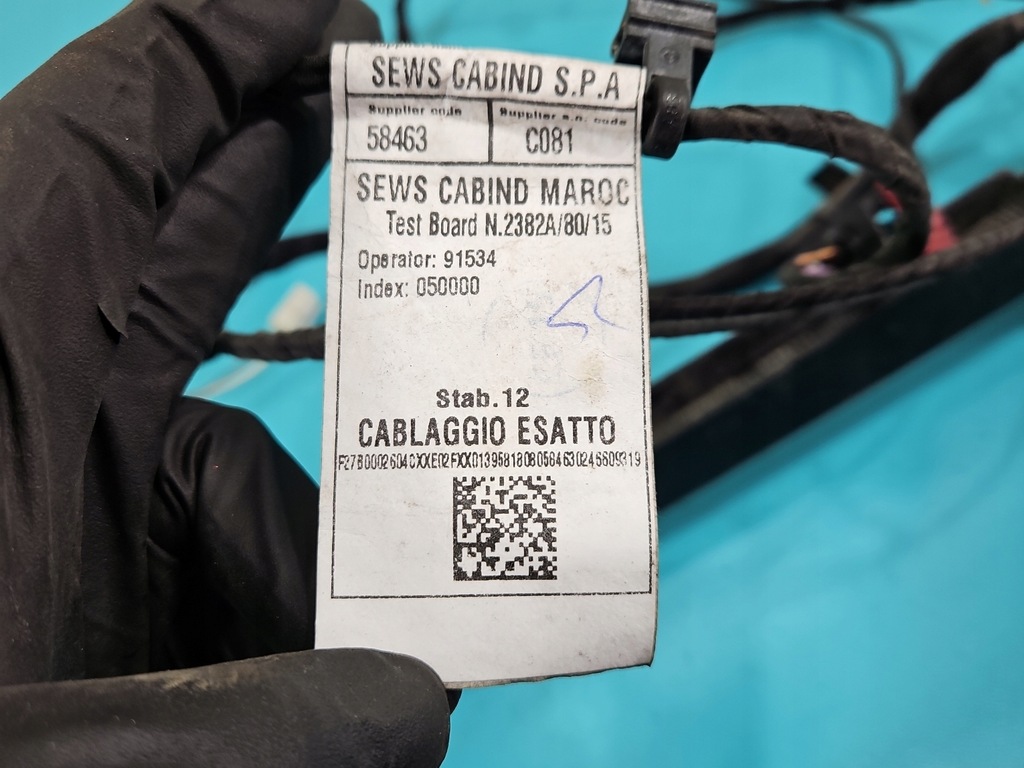 SEWS CABIND S.P.A
Supplier code
Supplier s.n. code
58463
C081
SEWS CABIND MAROC
Test Board N.2382A/80/15
Operator: 91534
Index: 050000
Stab.12
CABLAGGIO ESATTO